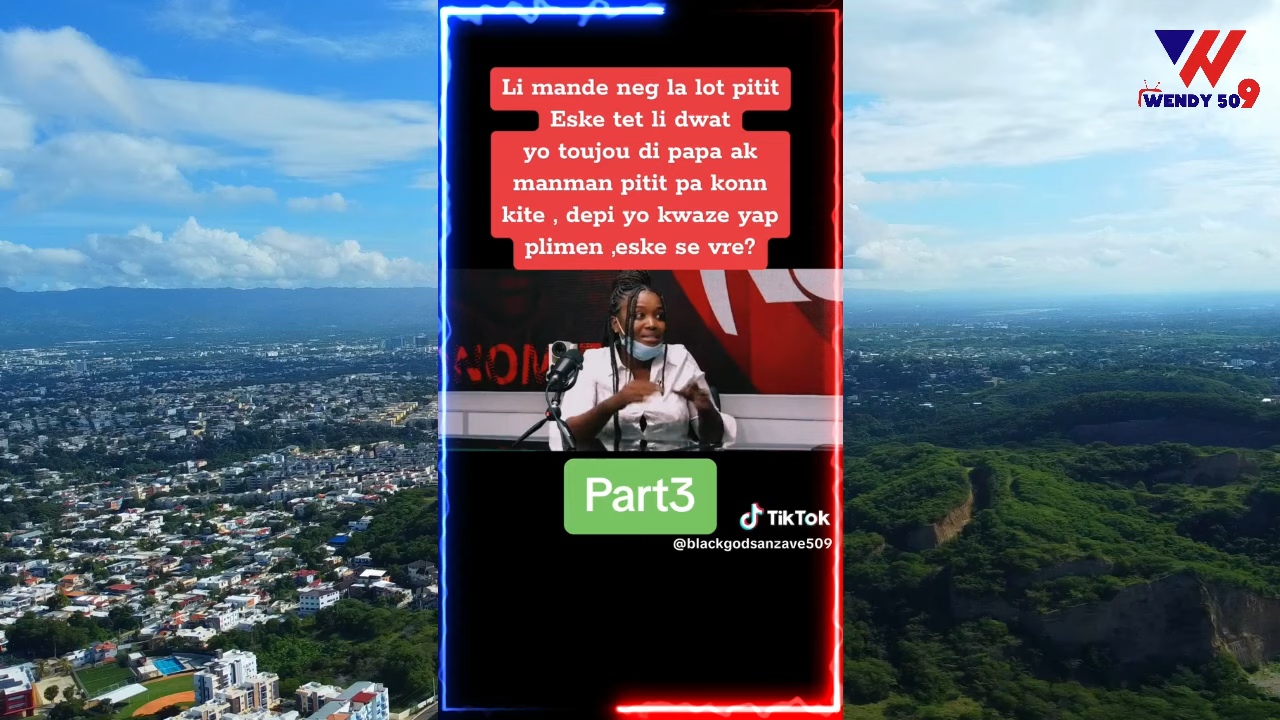 Li mande neg la lot pitit
Eske tet li dwat
yo toujou di papa ak
manman pitit pa konn
kite , depi yo kwaze yap
plimen ,eske se vre?
WENDY 509
Part3
TikTok
@blackgodsanzave509